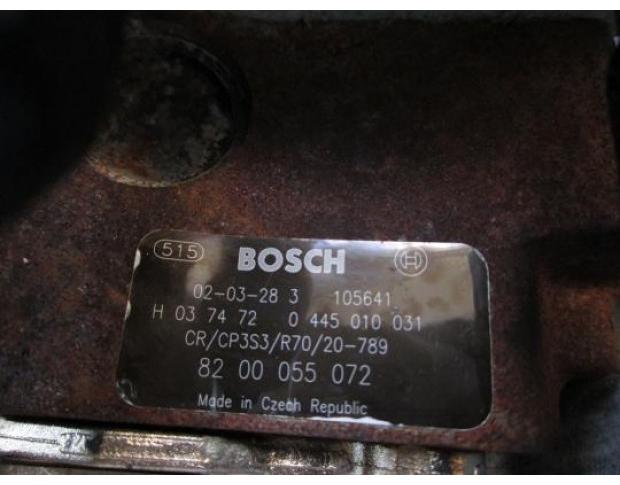 515 BOSCH H
02-03-28 3 105641
H 03 74 72 0 445 010 031
CR/CP3S3/R70/20-789
82 00 055 072
Made in Czech Republic